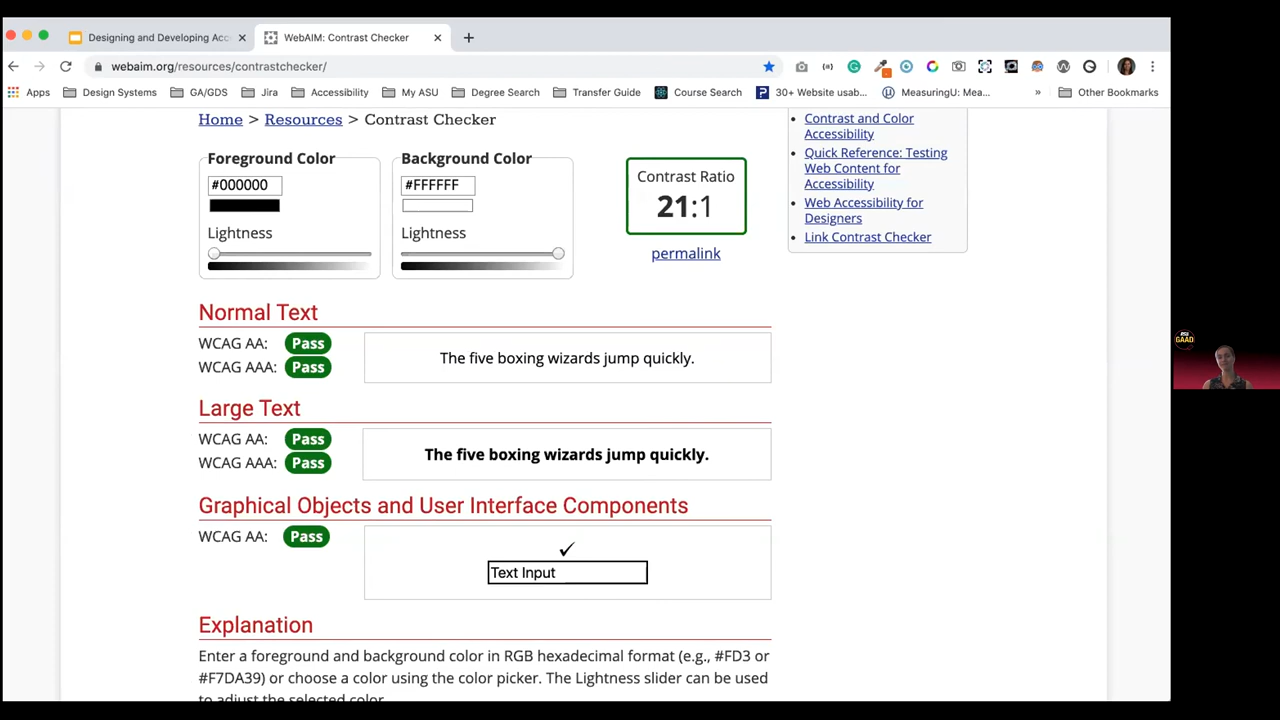 Designing and Developing Acc
WebAIM: Contrast Checker
webaim.org/resources/contrastchecker/
Apps
Design Systems
GA/GDS
Jira
Accessibility
My ASU
Degree Search
Transfer Guide
Course Search
30+ Website usab...
MeasuringU: Mea...
»
Other Bookmarks
Home > Resources > Contrast Checker
Foreground Color
#000000
Lightness
Background Color
#FFFFFF
Lightness
Contrast Ratio
21:1
permalink
Contrast and Color
Accessibility
Quick Reference: Testing
Web Content for
Accessibility
Web Accessibility for
Designers
Link Contrast Checker
Normal Text
WCAG AA: Pass
WCAG AAA: Pass
The five boxing wizards jump quickly.
Large Text
WCAG AA: Pass
WCAG AAA: Pass
The five boxing wizards jump quickly.
Graphical Objects and User Interface Components
WCAG AA: Pass
✓
Text Input
Explanation
Enter a foreground and background color in RGB hexadecimal format (e.g., #FD3 or
#F7DA39) or choose a color using the color picker. The Lightness slider can be used
to adjust the selected color.
ASU
GAAD